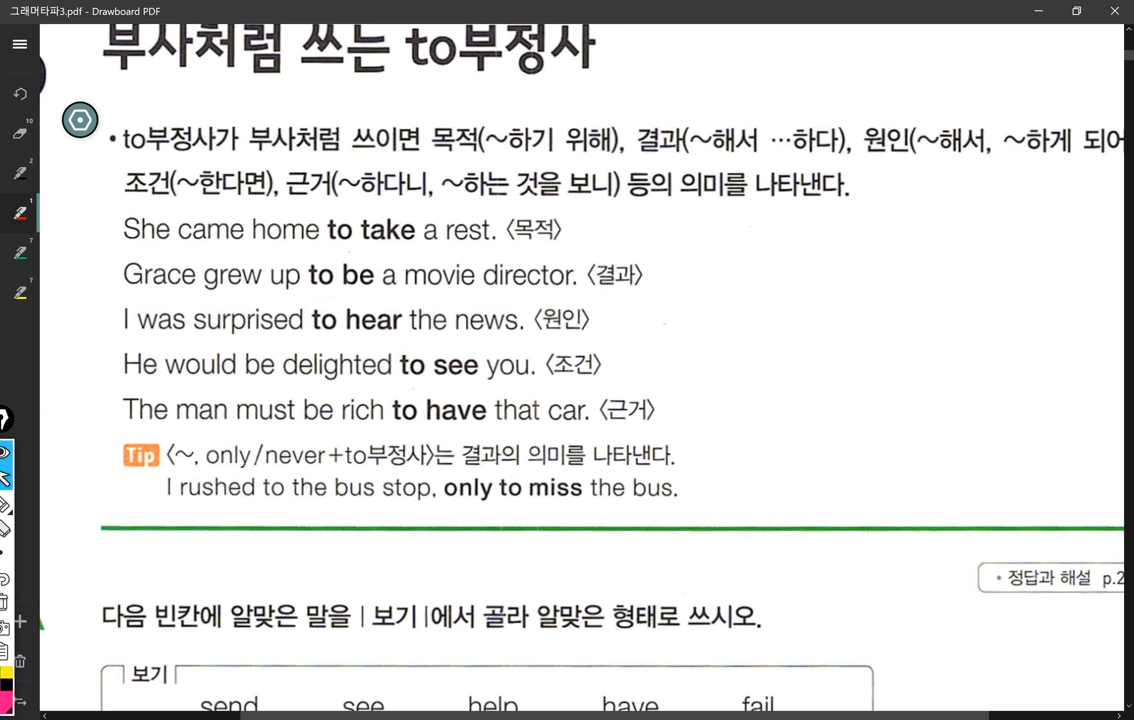 그래머타파3.pdf - Drawboard PDF
부사처럼 쓰는 to부정사
• to부정사가 부사처럼 쓰이면 목적(~하기 위해), 결과(~해서 …하다), 원인(~해서, ~하게 되어
조건(~한다면), 근거(~하다니, ~하는 것을 보니) 등의 의미를 나타낸다.
She came home to take a rest. 〈목적〉
Grace grew up to be a movie director. 〈결과〉
I was surprised to hear the news. 〈원인〉
He would be delighted to see you. 〈조건〉
The man must be rich to have that car. 〈근거〉
Tip 〈~, only/never+to부정사〉는 결과의 의미를 나타낸다.
I rushed to the bus stop, only to miss the bus.
• 정답과 해설 p.2
다음 빈칸에 알맞은 말을 |보기|에서 골라 알맞은 형태로 쓰시오.
보기
send see help have fail
10
2
1
7
7